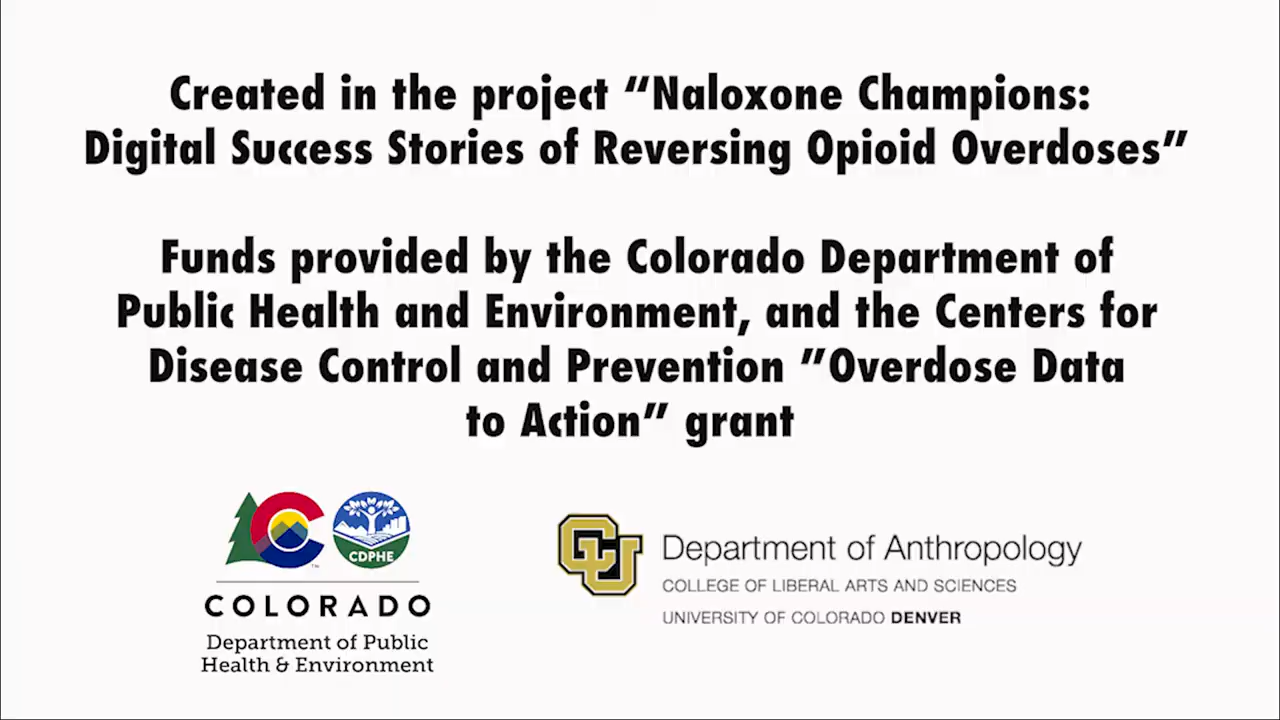 Created in the project “Naloxone Champions:
Digital Success Stories of Reversing Opioid Overdoses”
Funds provided by the Colorado Department of
Public Health and Environment, and the Centers for
Disease Control and Prevention ”Overdose Data
to Action” grant
CDPHE
COLORADO
Department of Public
Health & Environment
CU
Department of Anthropology
COLLEGE OF LIBERAL ARTS AND SCIENCES
UNIVERSITY OF COLORADO DENVER